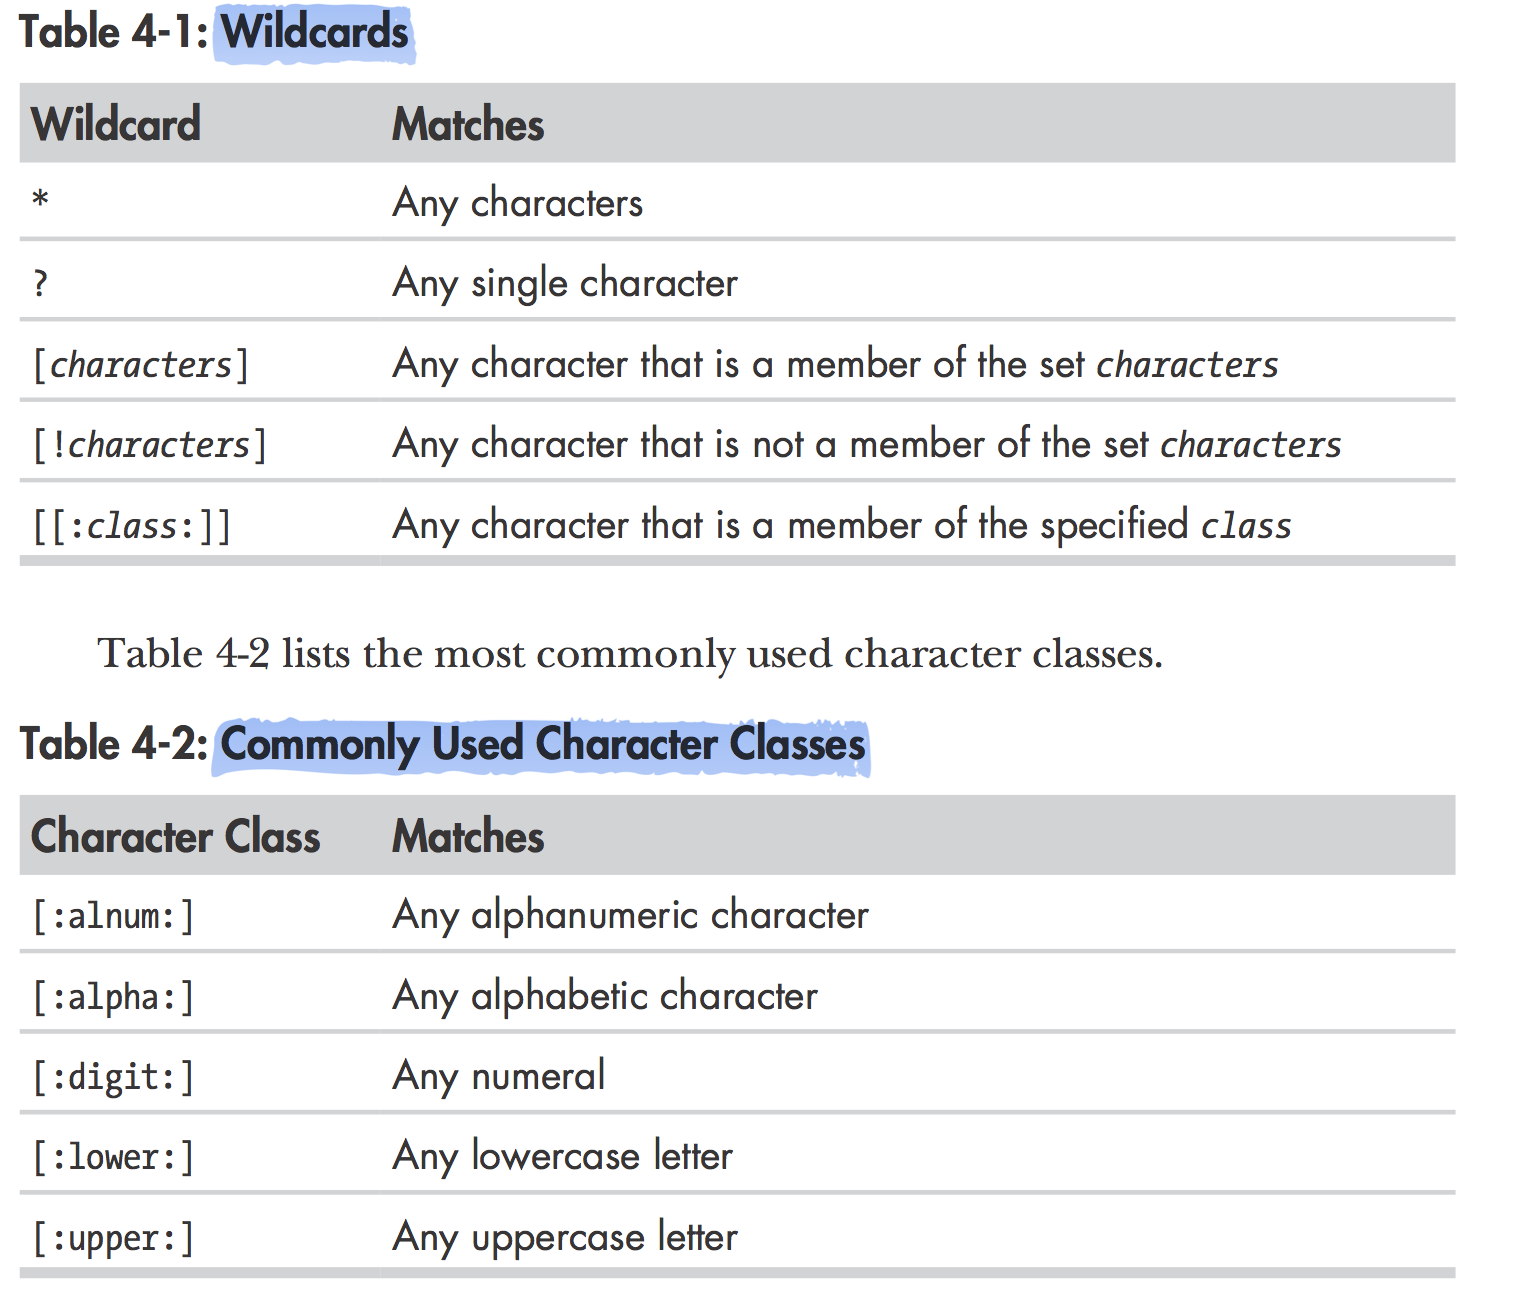 Table 4-1: Wildcards
Wildcard Matches
* Any characters
? Any single character
[characters] Any character that is a member of the set characters
[!characters] Any character that is not a member of the set characters
[[:class:]] Any character that is a member of the specified class
Table 4-2 lists the most commonly used character classes.
Table 4-2: Commonly Used Character Classes
Character Class Matches
[:alnum:] Any alphanumeric character
[:alpha:] Any alphabetic character
[:digit:] Any numeral
[:lower:] Any lowercase letter
[:upper:] Any uppercase letter